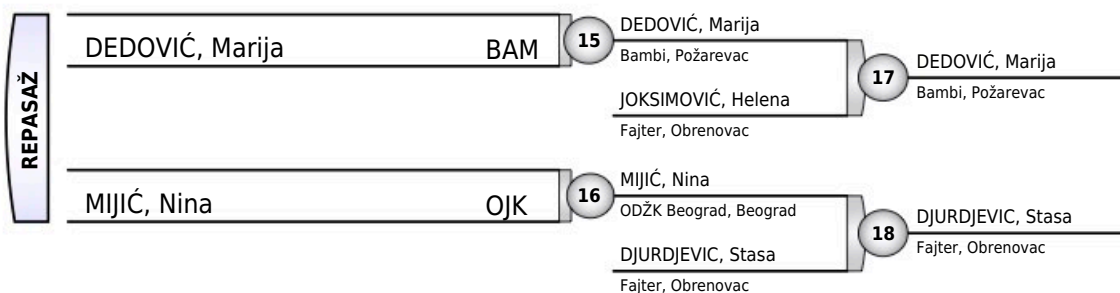 REPASAŽ
DEDOVIĆ, Marija BAM
15
DEDOVIĆ, Marija
Bambi, Požarevac
JOKSIMOVIĆ, Helena
Fajter, Obrenovac
17
DEDOVIĆ, Marija
Bambi, Požarevac
MIJIĆ, Nina OJK
16
MIJIĆ, Nina
ODŽK Beograd, Beograd
DJURDJEVIC, Stasa
Fajter, Obrenovac
18
DJURDJEVIC, Stasa
Fajter, Obrenovac